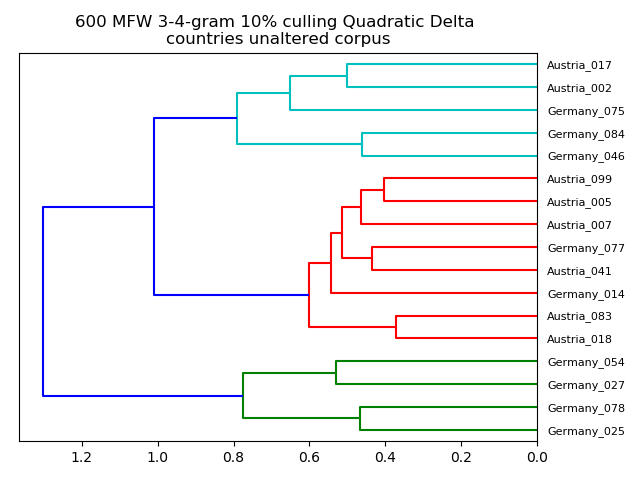 600 MFW 3-4-gram 10% culling Quadratic Delta
countries unaltered corpus
Austria_017
Austria_002
Germany_075
Germany_084
Germany_046
Austria_099
Austria_005
Austria_007
Germany_077
Austria_041
Germany_014
Austria_083
Austria_018
Germany_054
Germany_027
Germany_078
Germany_025
1.2 1.0 0.8 0.6 0.4 0.2 0.0